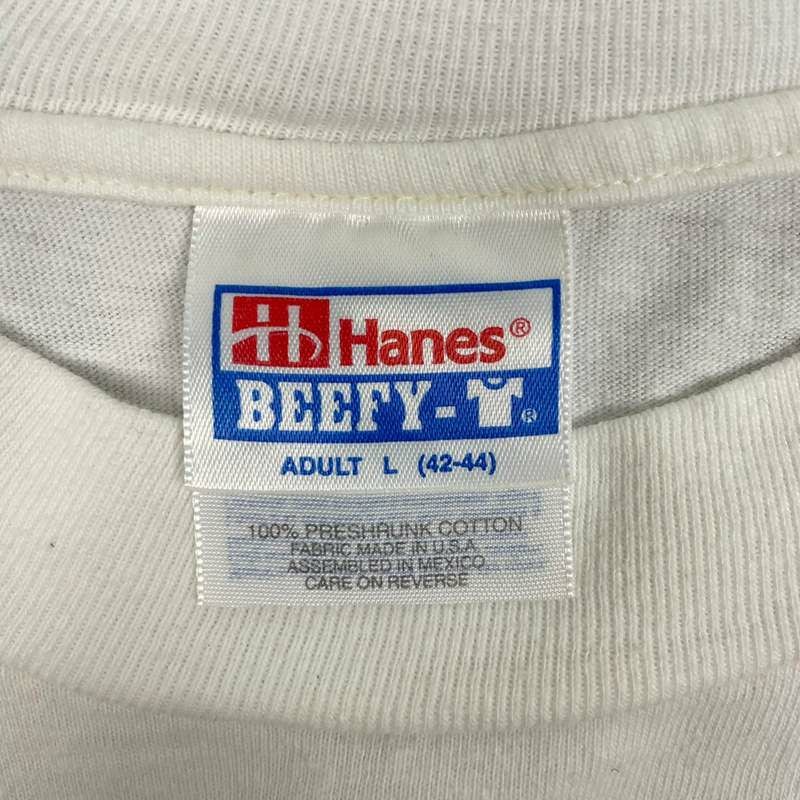 H Hanes®
BEEFY-T®
ADULT L (42-44)
100% PRESHRUNK COTTON
FABRIC MADE IN U.S.A.
ASSEMBLED IN MEXICO
CARE ON REVERSE